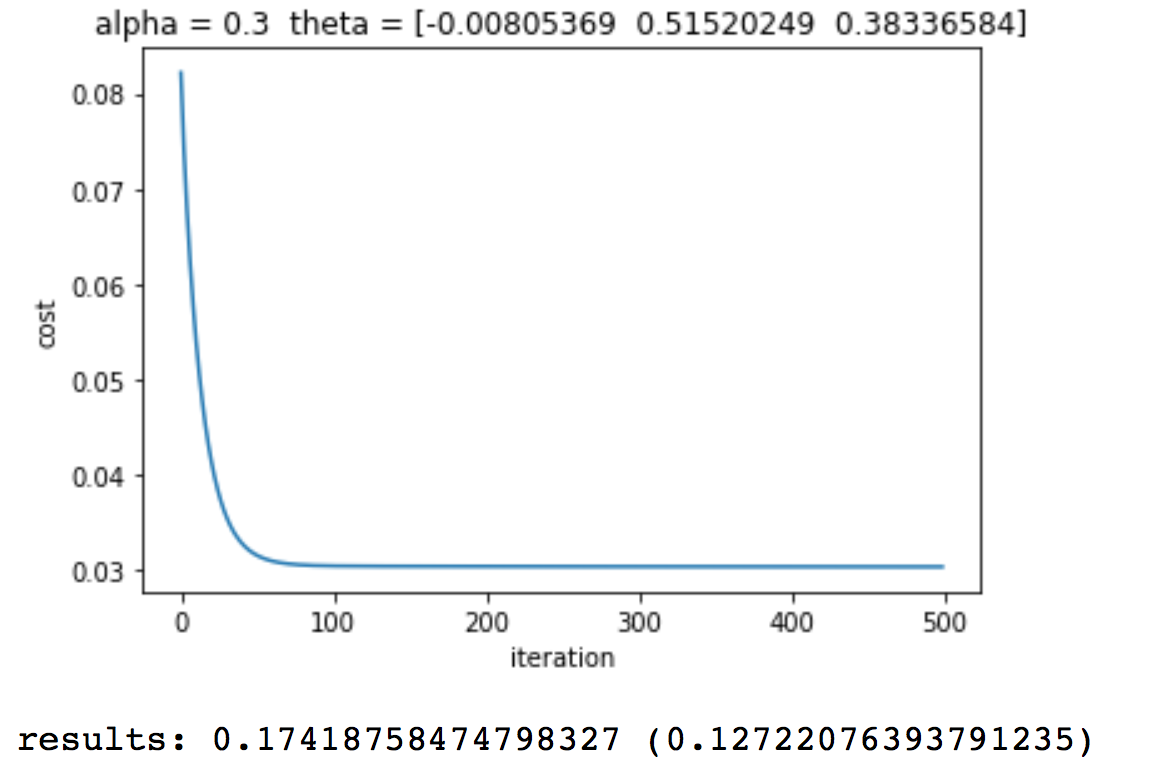 alpha = 0.3  theta = [-0.00805369  0.51520249  0.38336584]
0.08
0.07
0.06
0.05
0.04
0.03
cost
0 100 200 300 400 500
iteration
results: 0.17418758474798327 (0.12722076393791235)